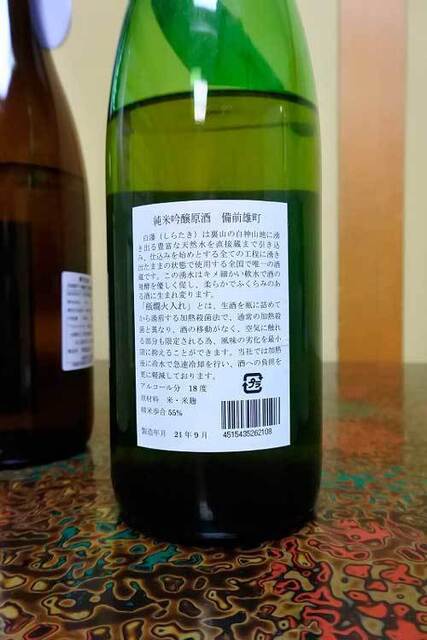 純米吟醸原酒　備前雄町
白瀑（しらたき）は裏山の白神山地に湧
き出る豊富な天然水を直接蔵まで引き込
み、仕込みを始めとする全ての工程に湧き
出たままの状態で使用する全国で唯一の酒
蔵です。この湧水はキメ細かい軟水で酒の
発酵を優しく促し、柔らかでふくらみのあ
る酒に生まれ変わります。
「瓶燗火入れ」とは、生酒を瓶に詰めて
から湯煎する加熱殺菌法で、通常の加熱殺
菌と異なり、酒の移動がなく、空気に触れ
る部分も限定される為、風味の劣化を最小
限に抑えることができます。当社では加熱
後に冷水で急速冷却を行い、酒への負担を
更に軽減しております。
アルコール分　18度
原材料　米・米麹
精米歩合 55%
製造年月　21年9月
プラ
4515435262108